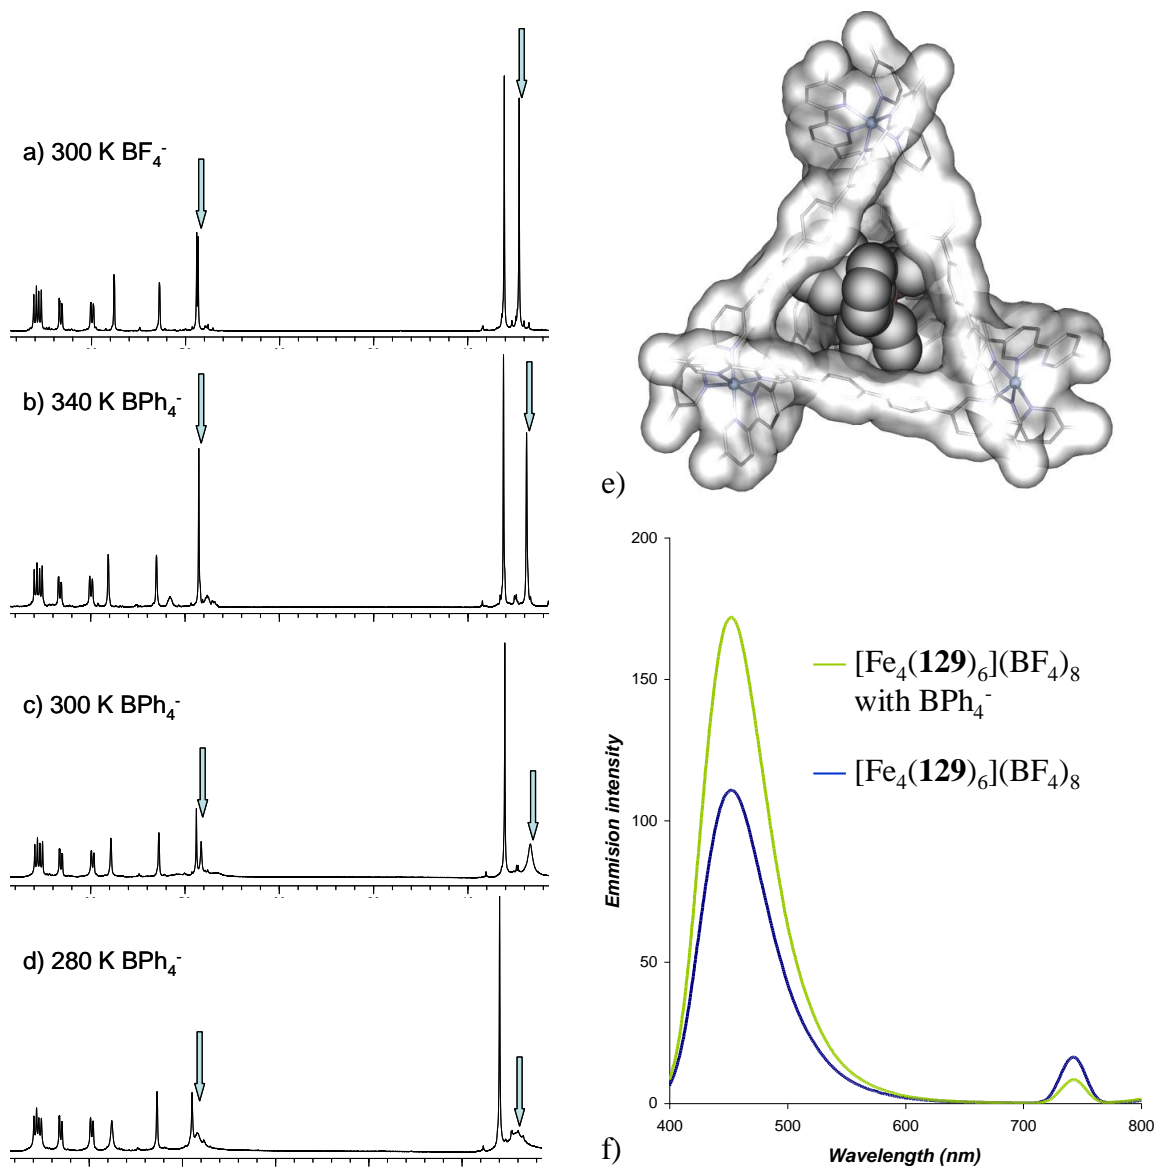 a) 300 K BF₄⁻
b) 340 K BPh₄⁻
c) 300 K BPh₄⁻
d) 280 K BPh₄⁻
e)
200
150
100
50
0
400
500
600
700
800
Emmision intensity
Wavelength (nm)
[Fe₄(129)₆](BF₄)₈
with BPh₄⁻
[Fe₄(129)₆](BF₄)₈
f)